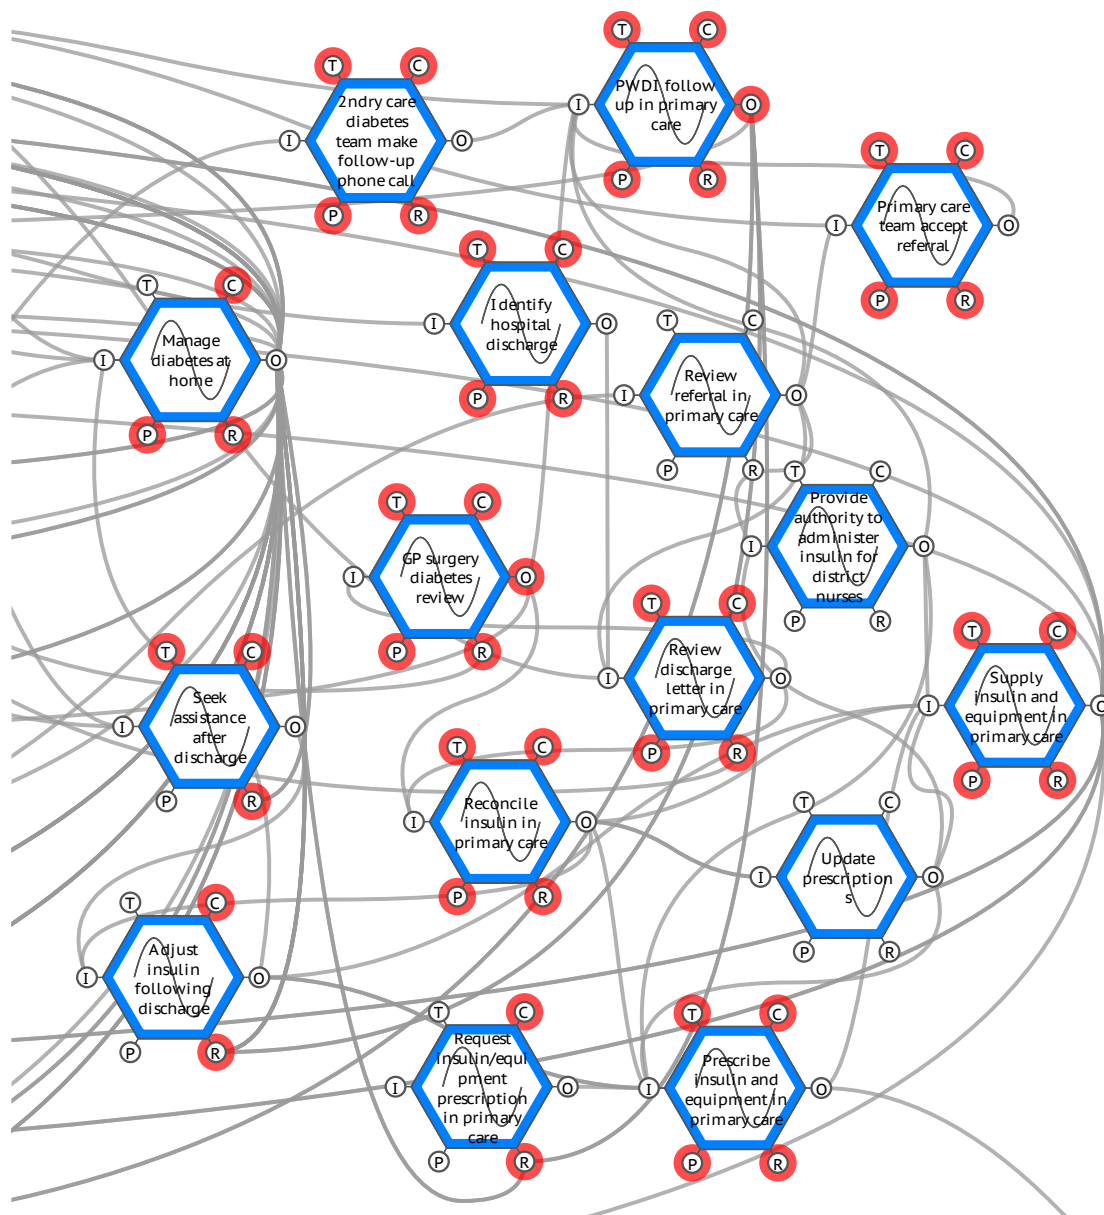 T
C
2ndry care
diabetes
team make
follow-up
phone call
I
O
P
R
T
C
PWDI follow
up in primary
care
I
O
P
R
T
C
Primary care
team accept
referral
I
O
P
R
T
C
Manage
diabetes at
home
I
O
P
R
T
C
Identify
hospital
discharge
I
O
P
R
T
C
Review
referral in
primary care
I
O
P
R
T
C
Provide
authority to
administer
insulin for
district
nurses
I
O
P
R
T
C
GP surgery
diabetes
review
I
O
P
R
T
C
Review
discharge
letter in
primary care
I
O
P
R
T
C
Supply
insulin and
equipment in
primary care
I
O
P
R
T
C
Seek
assistance
after
discharge
I
O
P
R
T
C
Reconcile
insulin in
primary care
I
O
P
R
T
C
Update
prescription
s
I
O
P
R
T
C
Adjust
insulin
following
discharge
I
O
P
R
T
C
Request
insulin/equi
pment
prescription
in primary
care
I
O
P
R
T
C
Prescribe
insulin and
equipment in
primary care
I
O
P
R